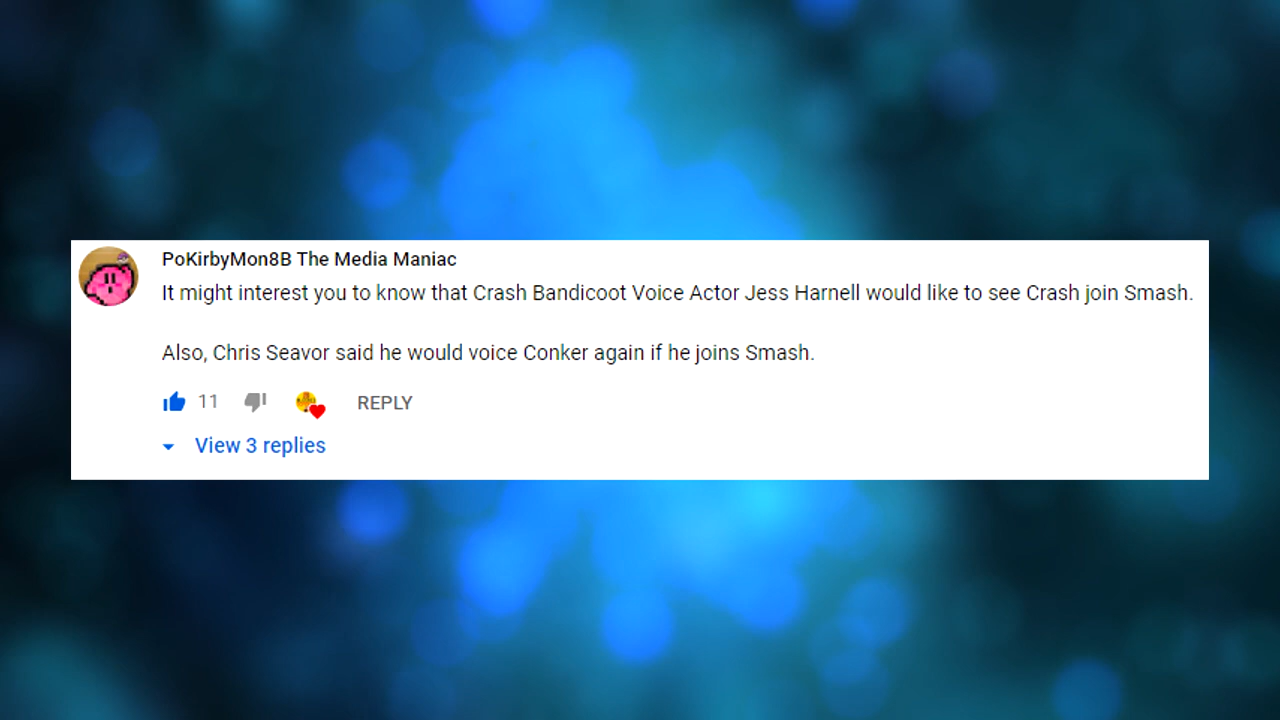 PoKirbyMon8B The Media Maniac
It might interest you to know that Crash Bandicoot Voice Actor Jess Harnell would like to see Crash join Smash.
Also, Chris Seavor said he would voice Conker again if he joins Smash.
11 REPLY
View 3 replies